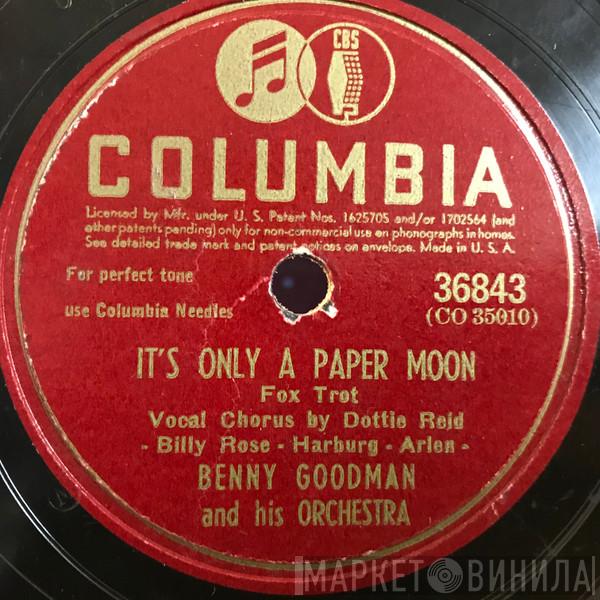 CBS
COLUMBIA
Licensed by Mfr. under U. S. Patent Nos. 1625705 and/or 1702564 (and
other patents pending) only for non-commercial use on phonographs in homes.
See detailed trade mark and patent notices on envelope. Made in U. S. A.
For perfect tone
use Columbia Needles
36843
(CO 35010)
IT'S ONLY A PAPER MOON
Fox Trot
Vocal Chorus by Dottie Reid
- Billy Rose - Harburg - Arlen -
BENNY GOODMAN
and his ORCHESTRA
МАРКЕТ ВИНИЛА